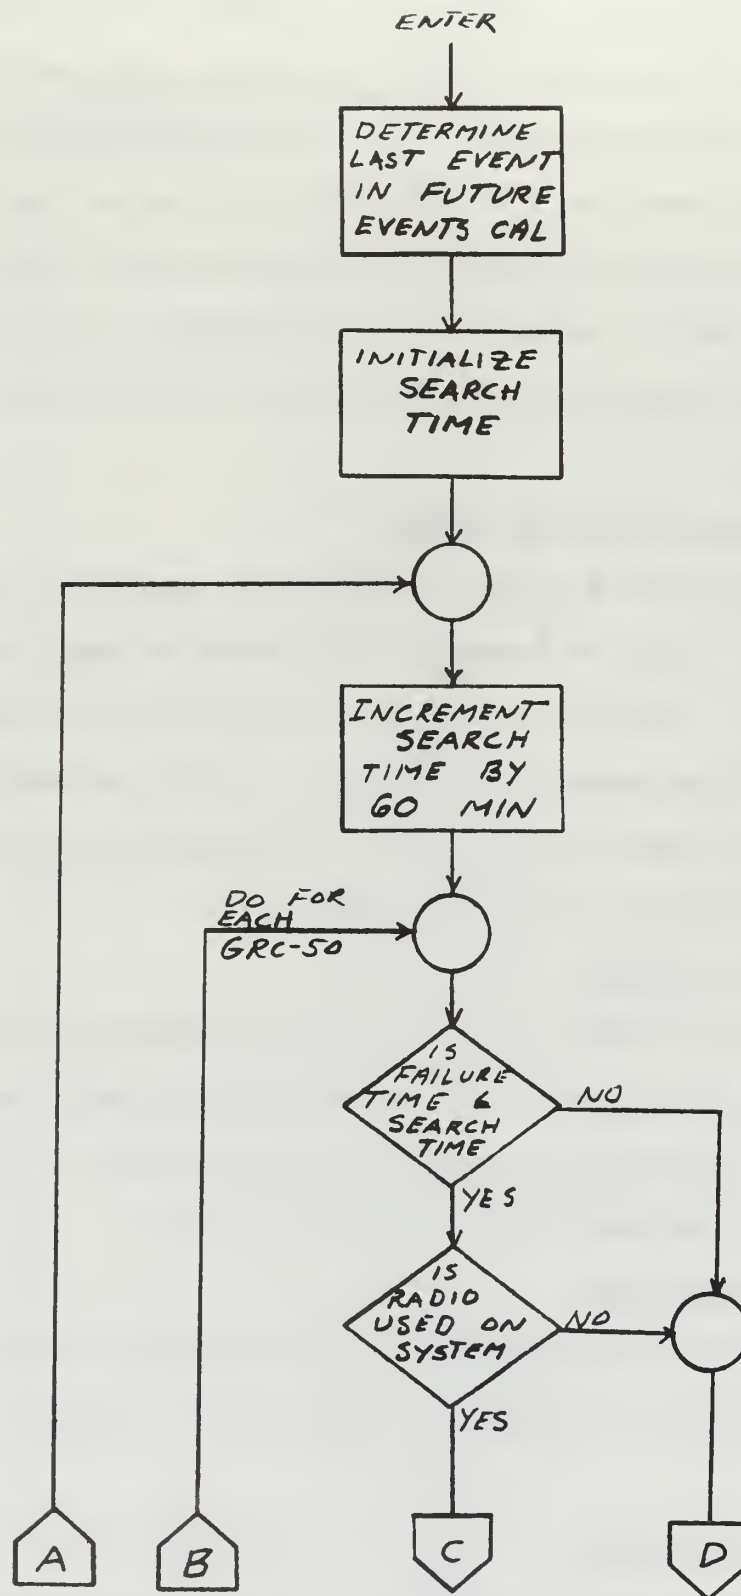 ENTER
DETERMINE
LAST EVENT
IN FUTURE
EVENTS CAL
INITIALIZE
SEARCH
TIME
INCREMENT
SEARCH
TIME BY
60 MIN
DO FOR
EACH
GRC-50
IS
FAILURE
TIME ≤
SEARCH
TIME
NO
YES
IS
RADIO
USED ON
SYSTEM
NO
YES
A
B
C
D